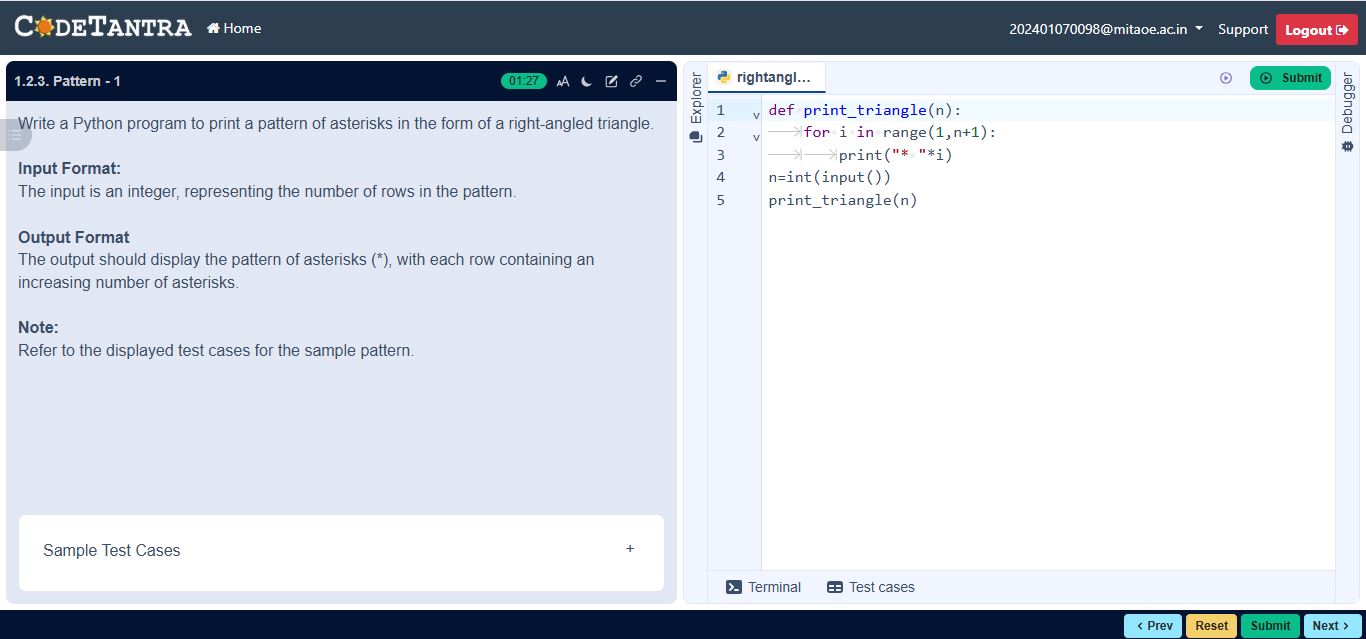 CODETANTRA Home 202401070098@mitaoe.ac.in Support Logout
1.2.3. Pattern - 1 01:27 AA
Write a Python program to print a pattern of asterisks in the form of a right-angled triangle.
Input Format:
The input is an integer, representing the number of rows in the pattern.
Output Format
The output should display the pattern of asterisks (*), with each row containing an
increasing number of asterisks.
Note:
Refer to the displayed test cases for the sample pattern.
Sample Test Cases +
Explorer
rightangl...
Submit
1 def print_triangle(n):
2 for i in range(1,n+1):
3 print("* "*i)
4 n=int(input())
5 print_triangle(n)
Debugger
Terminal Test cases
< Prev Reset Submit Next >